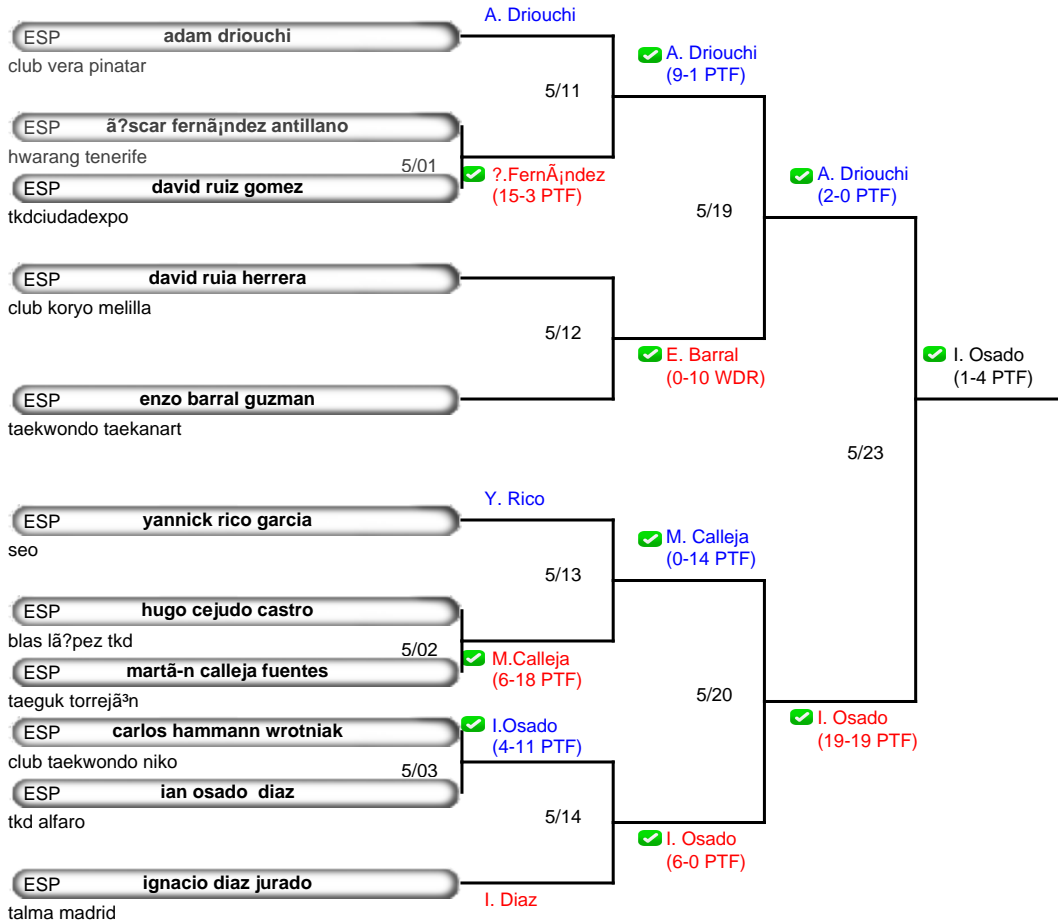 A. Driouchi
ESP adam driouchi
club vera pinatar
A. Driouchi
(9-1 PTF)
5/11
ESP ã?scar fernã¡ndez antillano
hwarang tenerife
5/01
?.FernÃ¡ndez
(15-3 PTF)
ESP david ruiz gomez
tkdciudadexpo
A. Driouchi
(2-0 PTF)
5/19
ESP david ruia herrera
club koryo melilla
5/12
E. Barral
(0-10 WDR)
I. Osado
(1-4 PTF)
ESP enzo barral guzman
taekwondo taekanart
5/23
Y. Rico
ESP yannick rico garcia
seo
M. Calleja
(0-14 PTF)
5/13
ESP hugo cejudo castro
blas lã?pez tkd
5/02
M.Calleja
(6-18 PTF)
ESP martã-n calleja fuentes
taeguk torrejã³n
5/20
I. Osado
(19-19 PTF)
ESP carlos hammann wrotniak
club taekwondo niko
I.Osado
(4-11 PTF)
5/03
ESP ian osado diaz
tkd alfaro
5/14
I. Osado
(6-0 PTF)
ESP ignacio diaz jurado
talma madrid
I. Diaz